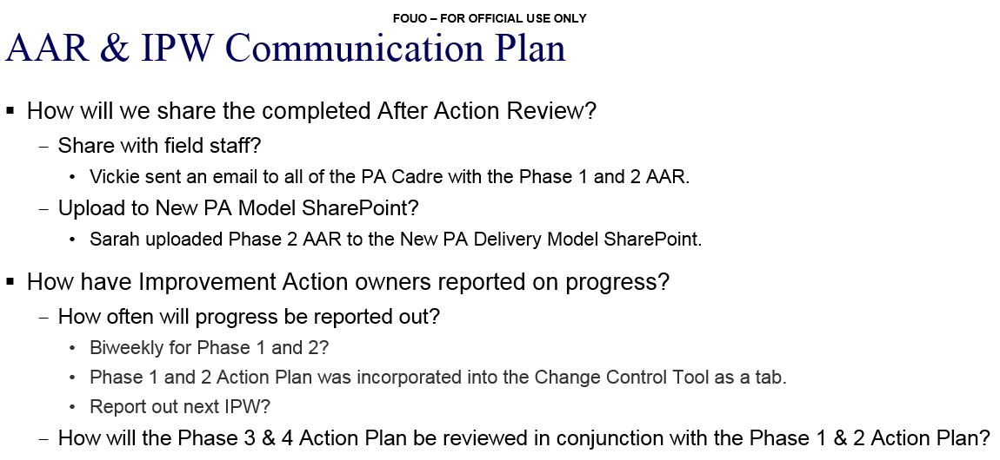 FOUO – FOR OFFICIAL USE ONLY
AAR & IPW Communication Plan
▪ How will we share the completed After Action Review?
– Share with field staff?
• Vickie sent an email to all of the PA Cadre with the Phase 1 and 2 AAR.
– Upload to New PA Model SharePoint?
• Sarah uploaded Phase 2 AAR to the New PA Delivery Model SharePoint.
▪ How have Improvement Action owners reported on progress?
– How often will progress be reported out?
• Biweekly for Phase 1 and 2?
• Phase 1 and 2 Action Plan was incorporated into the Change Control Tool as a tab.
• Report out next IPW?
– How will the Phase 3 & 4 Action Plan be reviewed in conjunction with the Phase 1 & 2 Action Plan?